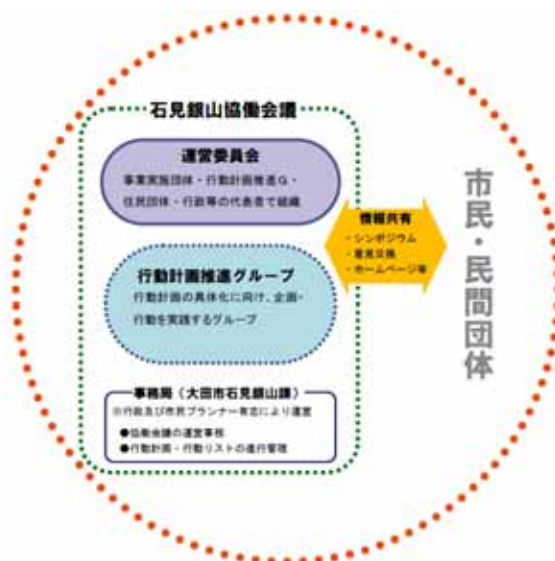 石見銀山協働会議
運営委員会
事業実施団体・行動計画推進G・
住民団体・行政等の代表者で組織
情報共有
・シンポジウム
・意見交換
・ホームページ等
市民・民間団体
行動計画推進グループ
行動計画の具体化に向け、企画・
行動を実践するグループ
事務局（大田市石見銀山課）
※行政及び市民プランナー有志により運営
●協働会議の運営事務
●行動計画・行動リストの進行管理